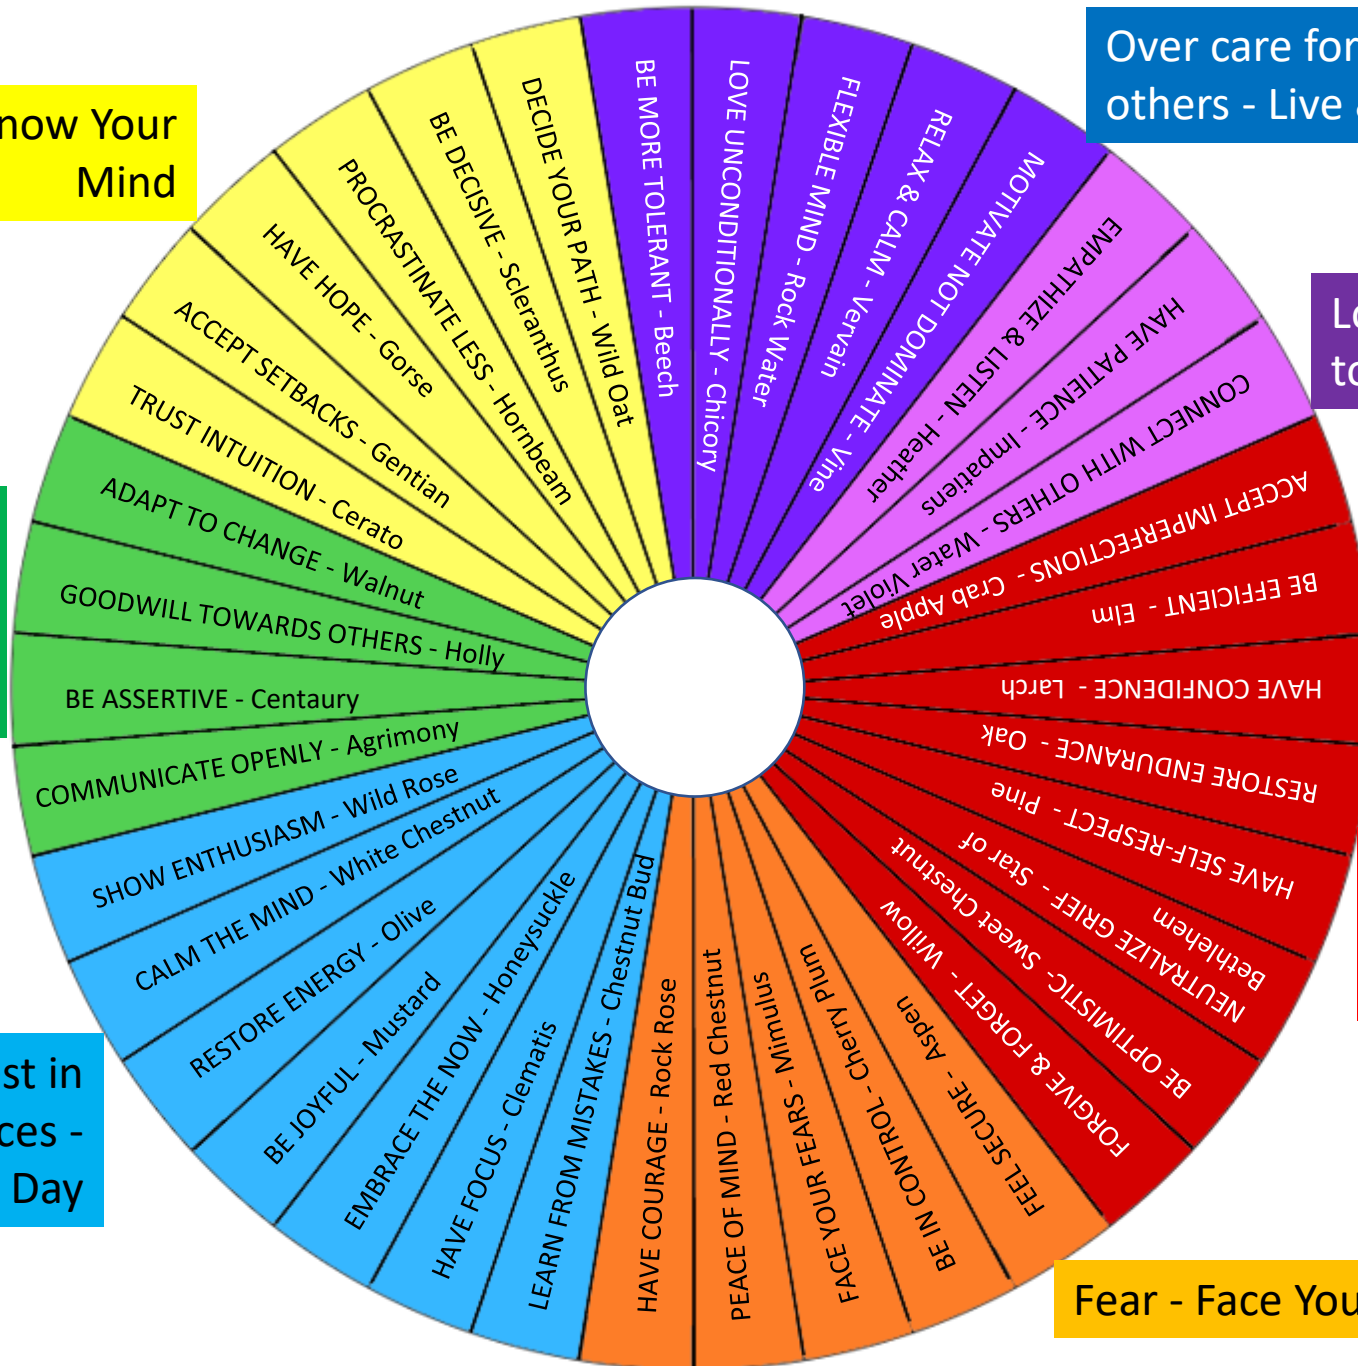 now Your
Mind
Over care for
others - Live
Lo
to
st in
ces -
Day
Fear - Face You
BE MORE TOLERANT - Beech
LOVE UNCONDITIONALLY - Chicory
FLEXIBLE MIND - Rock Water
RELAX & CALM - Vervain
MOTIVATE NOT DOMINATE - Vine
EMPATHIZE & LISTEN - Heather
HAVE PATIENCE - Impatiens
CONNECT WITH OTHERS - Water Violet
ACCEPT IMPERFECTIONS - Crab Apple
BE EFFICIENT - Elm
HAVE CONFIDENCE - Larch
RESTORE ENDURANCE - Oak
HAVE SELF-RESPECT - Pine
NEUTRALIZE GRIEF - Star of
Bethlehem
BE OPTIMISTIC- Sweet Chestnut
FORGIVE & FORGET - Willow
FEEL SECURE - Aspen
BE IN CONTROL - Cherry Plum
FACE YOUR FEARS - Mimulus
PEACE OF MIND - Red Chestnut
HAVE COURAGE - Rock Rose
LEARN FROM MISTAKES - Chestnut Bud
HAVE FOCUS - Clematis
EMBRACE THE NOW - Honeysuckle
BE JOYFUL - Mustard
RESTORE ENERGY - Olive
CALM THE MIND - White Chestnut
SHOW ENTHUSIASM - Wild Rose
COMMUNICATE OPENLY - Agrimony
BE ASSERTIVE - Centaury
GOODWILL TOWARDS OTHERS - Holly
ADAPT TO CHANGE - Walnut
TRUST INTUITION - Cerato
ACCEPT SETBACKS - Gentian
HAVE HOPE - Gorse
PROCRASTINATE LESS - Hornbeam
BE DECISIVE - Scleranthus
DECIDE YOUR PATH - Wild Oat